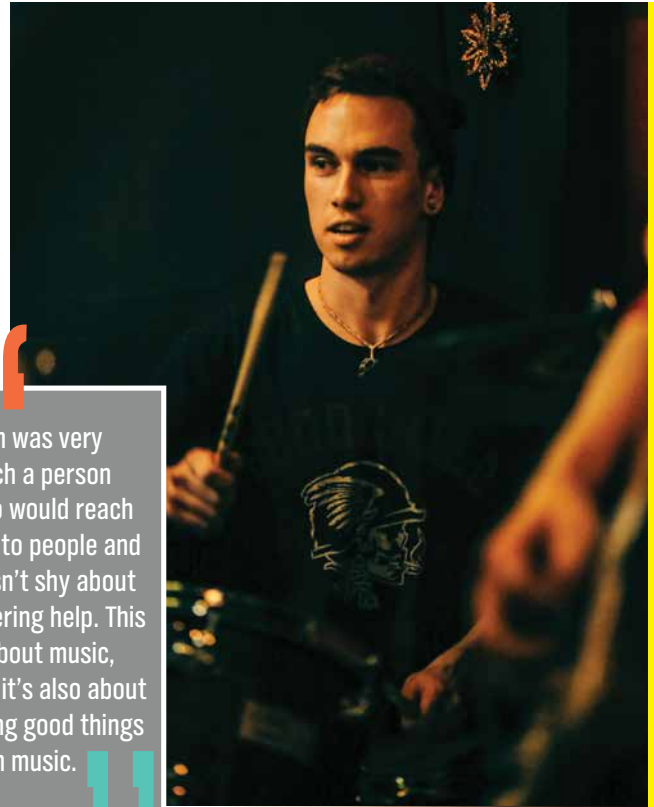 n was very
ch a person
o would reach
to people and
sn’t shy about
ering help. This
bout music,
it’s also about
ng good things
n music.